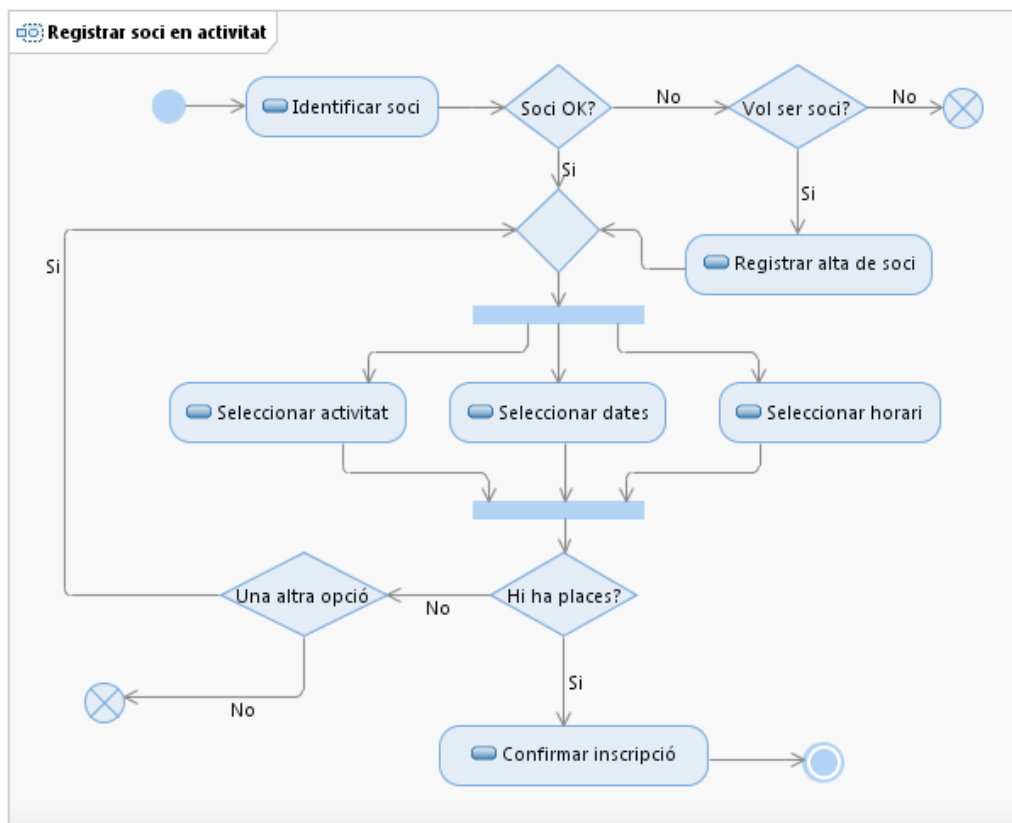 Registrar soci en activitat
Identificar soci
Soci OK?
No
Vol ser soci?
No
Si
Si
Si
Registrar alta de soci
Seleccionar activitat
Seleccionar dates
Seleccionar horari
Una altra opció
No
Hi ha places?
Si
No
Confirmar inscripció